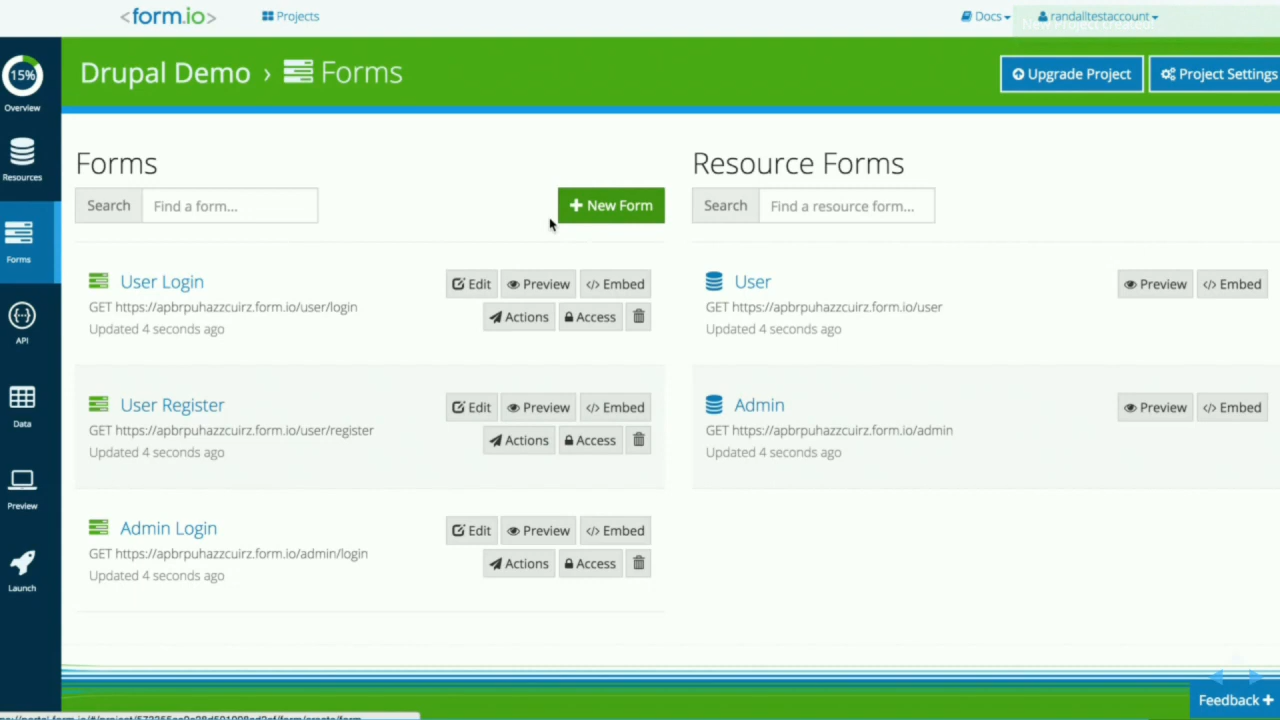 <form.io>
Projects
Docs
randalltestaccount
Drupal Demo › Forms
Upgrade Project
Project Settings
15%
Overview
Resources
Forms
API
Data
Preview
Launch
Forms
Search
Find a form...
New Form
User Login
Edit
Preview
</> Embed
GET https://apbrpuhazzcuirz.form.io/user/login
Actions
Access
Updated 4 seconds ago
User Register
Edit
Preview
</> Embed
GET https://apbrpuhazzcuirz.form.io/user/register
Actions
Access
Updated 4 seconds ago
Admin Login
Edit
Preview
</> Embed
GET https://apbrpuhazzcuirz.form.io/admin/login
Actions
Access
Updated 4 seconds ago
Resource Forms
Search
Find a resource form...
User
Preview
</> Embed
GET https://apbrpuhazzcuirz.form.io/user
Updated 4 seconds ago
Admin
Preview
</> Embed
GET https://apbrpuhazzcuirz.form.io/admin
Updated 4 seconds ago
Feedback +